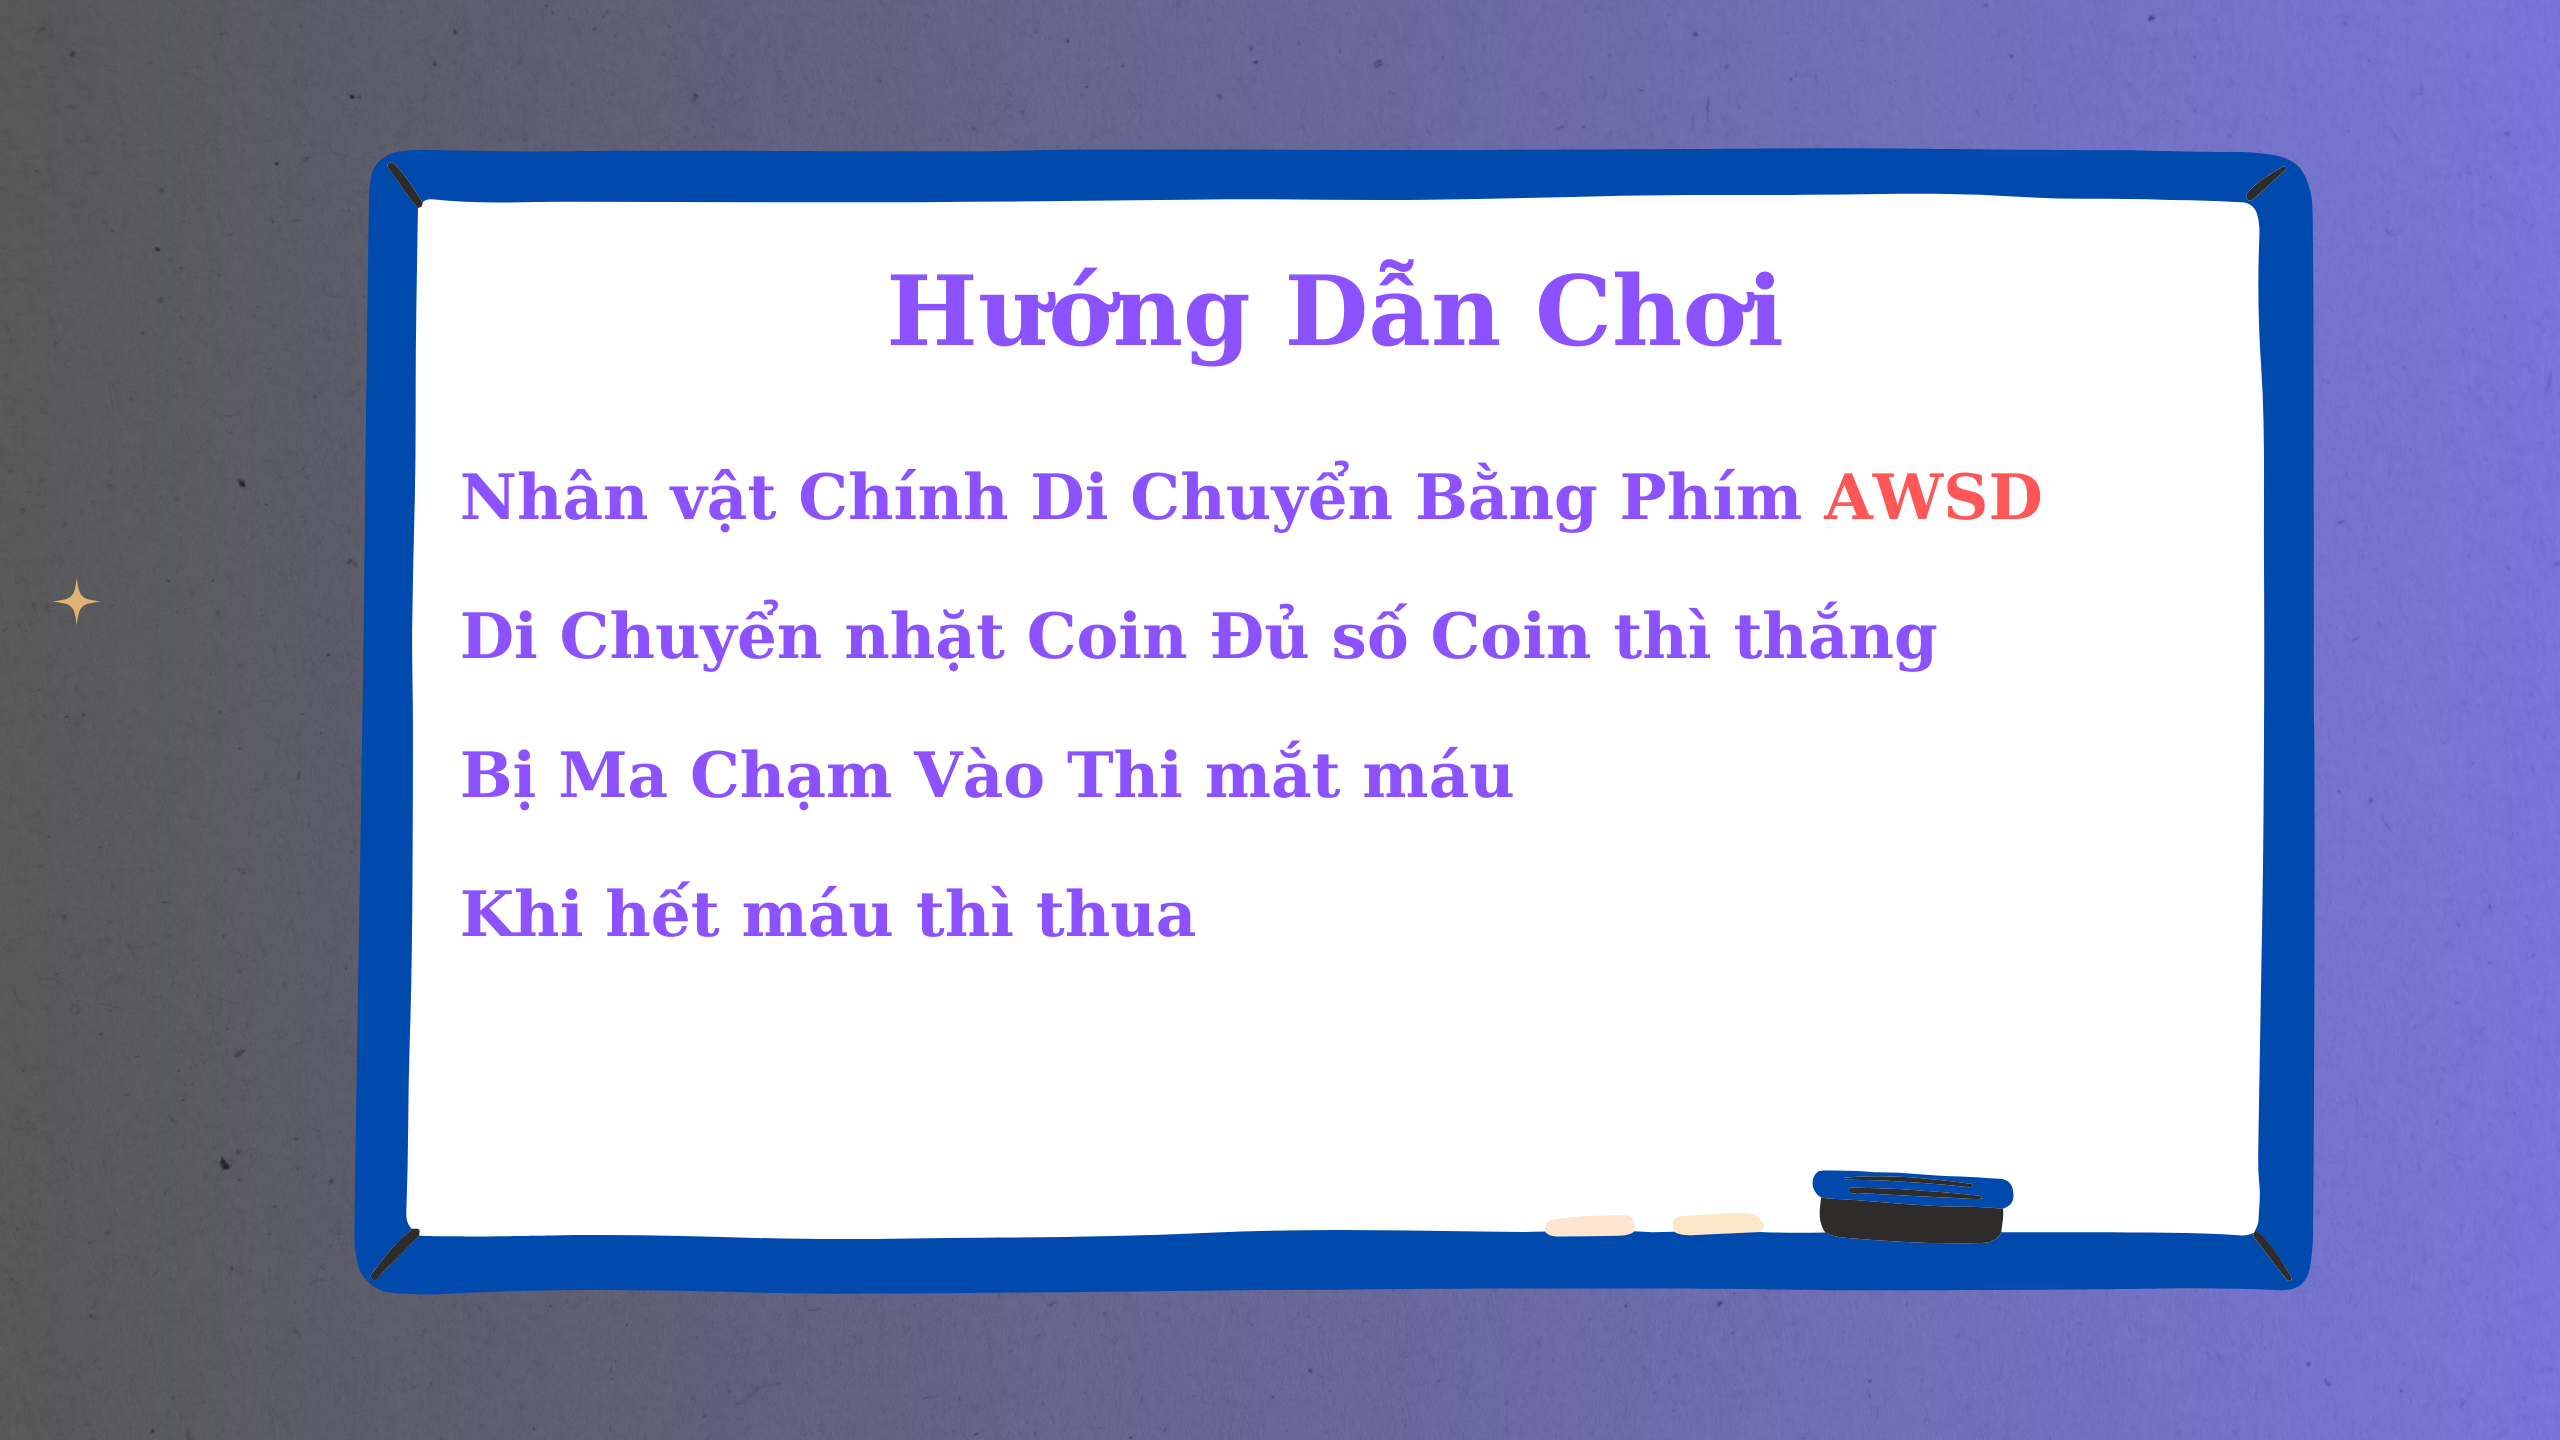 Hướng Dẫn Chơi
Nhân vật Chính Di Chuyển Bằng Phím AWSD
Di Chuyển nhặt Coin Đủ số Coin thì thắng
Bị Ma Chạm Vào Thi mắt máu
Khi hết máu thì thua